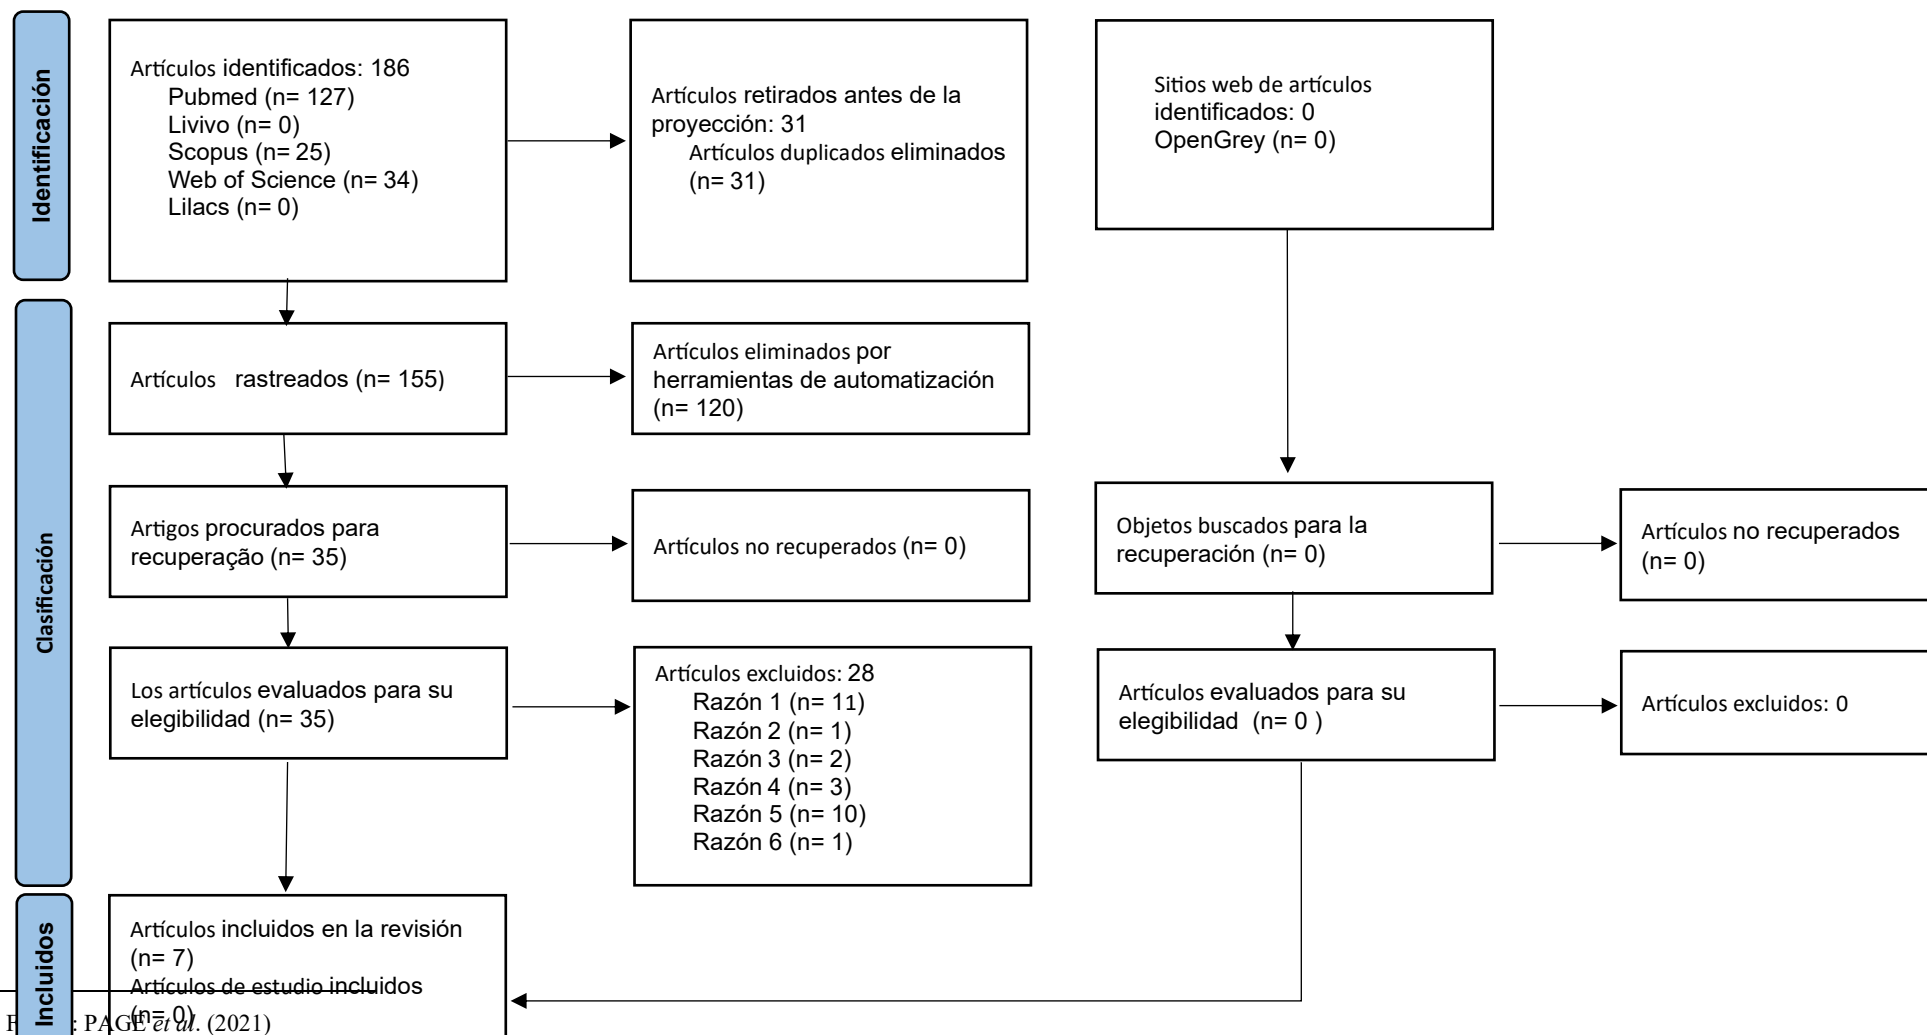 Identificación
Artículos identificados: 186
Pubmed (n= 127)
Livivo (n= 0)
Scopus (n= 25)
Web of Science (n= 34)
Lilacs (n= 0)
Artículos retirados antes de la
proyección: 31
Artículos duplicados eliminados
(n= 31)
Sitios web de artículos
identificados: 0
OpenGrey (n= 0)
Clasificación
Artículos rastreados (n= 155)
Artículos eliminados por
herramientas de automatización
(n= 120)
Artigos procurados para
recuperação (n= 35)
Artículos no recuperados (n= 0)
Objetos buscados para la
recuperación (n= 0)
Artículos no recuperados
(n= 0)
Los artículos evaluados para su
elegibilidad (n= 35)
Artículos excluidos: 28
Razón 1 (n= 11)
Razón 2 (n= 1)
Razón 3 (n= 2)
Razón 4 (n= 3)
Razón 5 (n= 10)
Razón 6 (n= 1)
Artículos evaluados para su
elegibilidad (n= 0 )
Artículos excluidos: 0
Incluidos
Artículos incluidos en la revisión
(n= 7)
Artículos de estudio incluidos
(n= 0)
: PAGE et al. (2021)